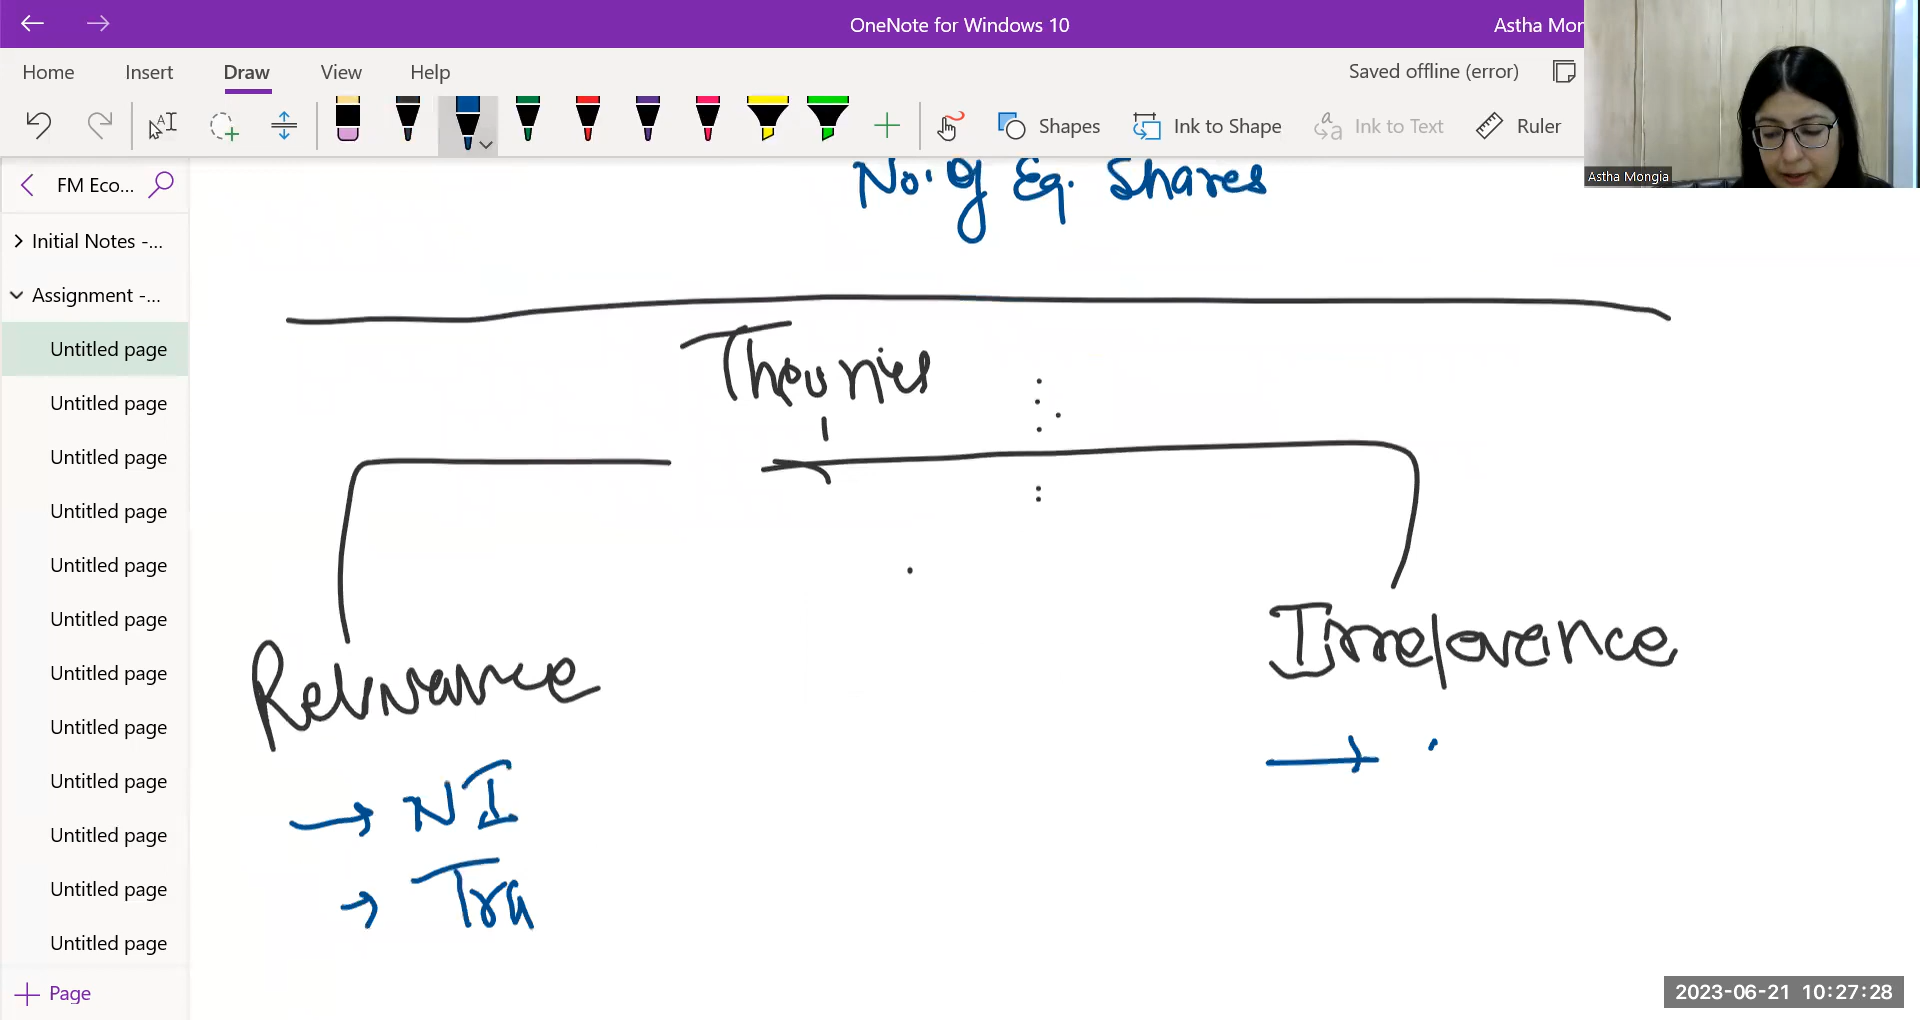 OneNote for Windows 10
Astha Mon
Home Insert Draw View Help
Saved offline (error)
Shapes Ink to Shape Ink to Text Ruler
Astha Mongia
FM Eco...
Initial Notes -...
Assignment -...
Untitled page
Untitled page
Untitled page
Untitled page
Untitled page
Untitled page
Untitled page
Untitled page
Untitled page
Untitled page
Untitled page
Untitled page
Page
No. of Eq. Shares
Theories
Relevance
Irrelevance
→ NI
→ Tra
→
2023-06-21 10:27:28